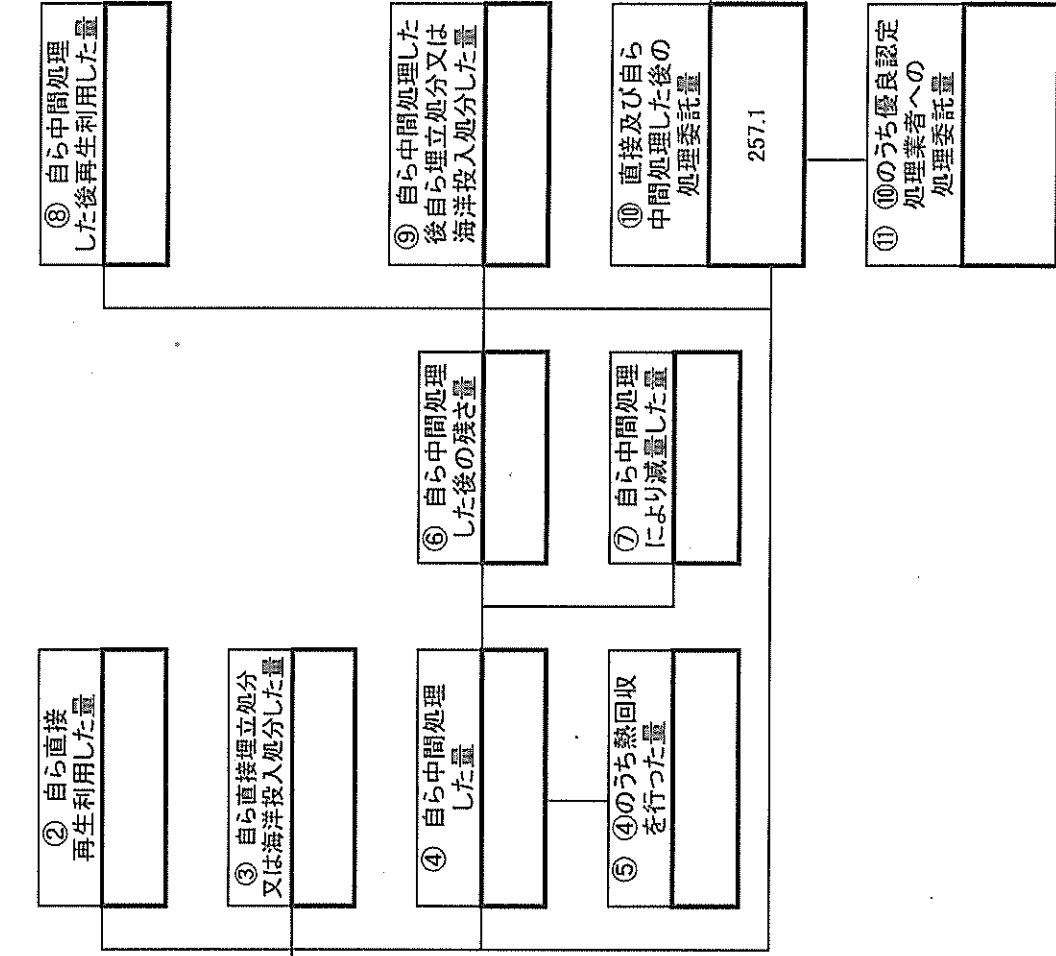 ② 自ら直接
再生利用した量
③ 自ら直接埋立処分
又は海洋投入処分した量
④ 自ら中間処理
した量
⑤ ④のうち熱回収
を行った量
⑥ 自ら中間処理
した後の残さ量
⑦ 自ら中間処理
により減量した量
⑧ 自ら中間処理
した後再生利用した量
⑨ 自ら中間処理した
後自ら埋立処分又は
海洋投入処分した量
⑩ 直接及び自ら
中間処理した後の
処理委託量
257.1
⑪ ⑩のうち優良認定
処理業者への
処理委託量